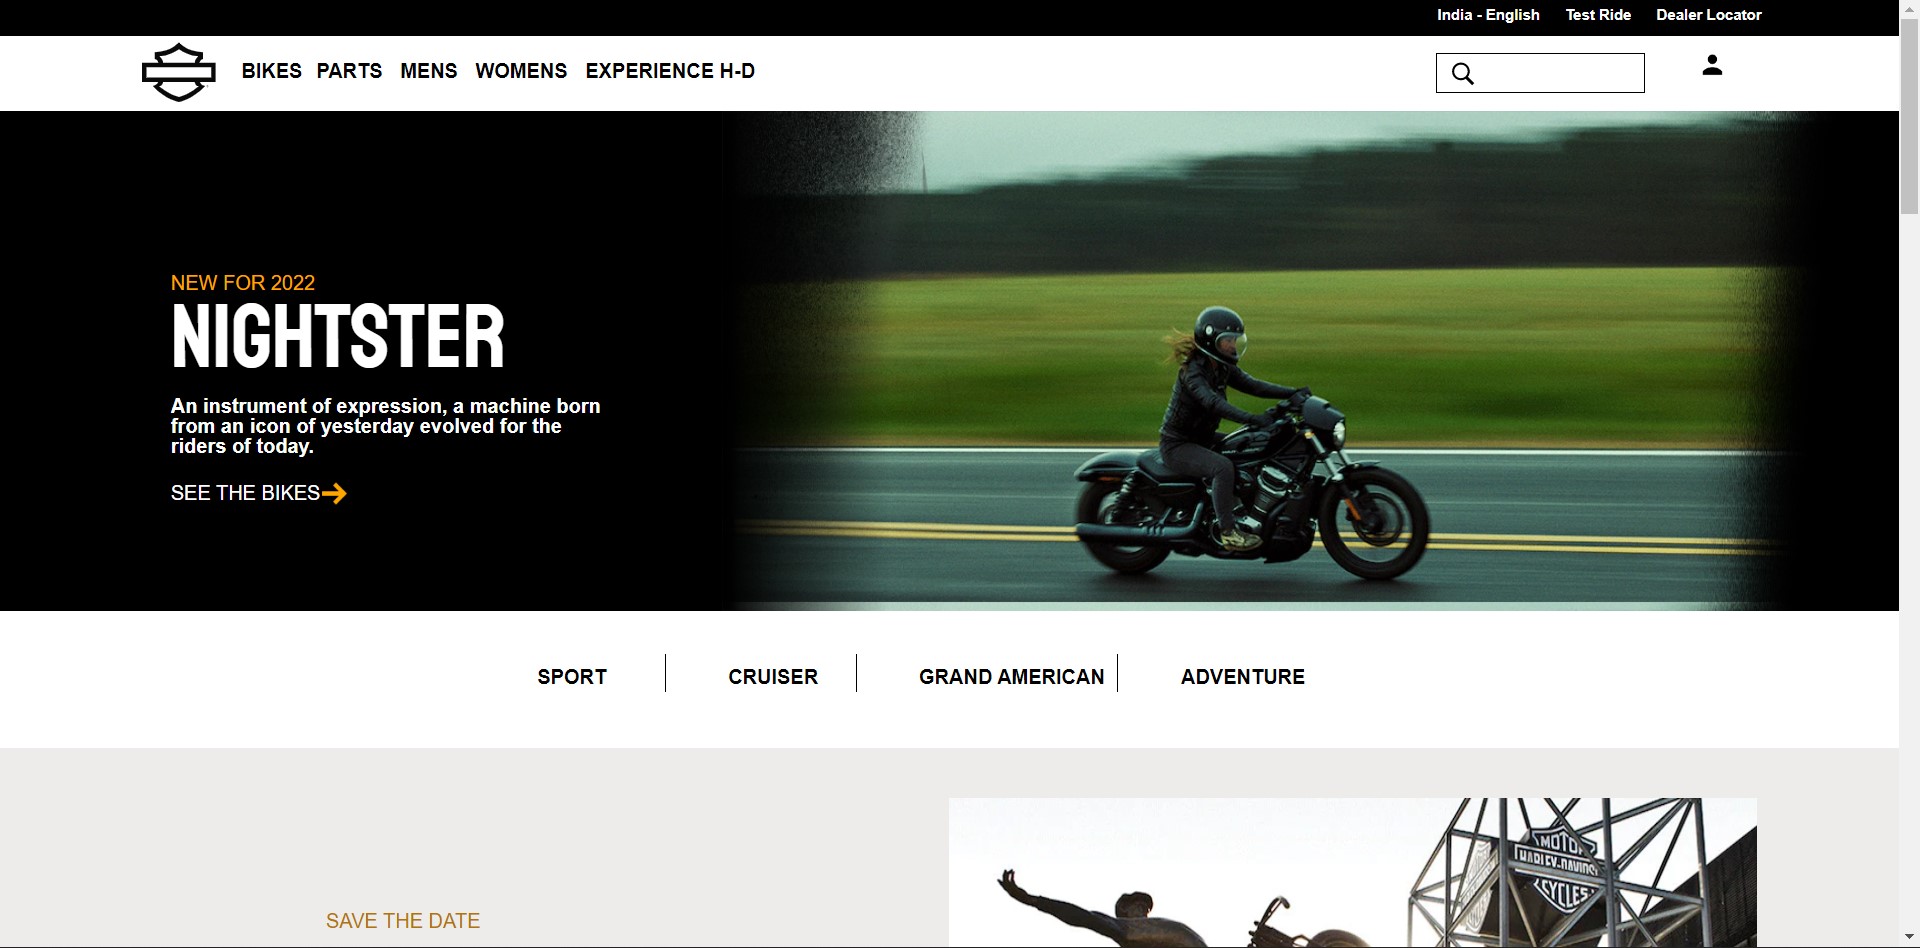 India - English Test Ride Dealer Locator
BIKES PARTS MENS WOMENS EXPERIENCE H-D
NEW FOR 2022
NIGHTSTER
An instrument of expression, a machine born
from an icon of yesterday evolved for the
riders of today.
SEE THE BIKES
SPORT CRUISER GRAND AMERICAN ADVENTURE
MOTOR
HARLEY-DAVIDSON
CYCLES
SAVE THE DATE